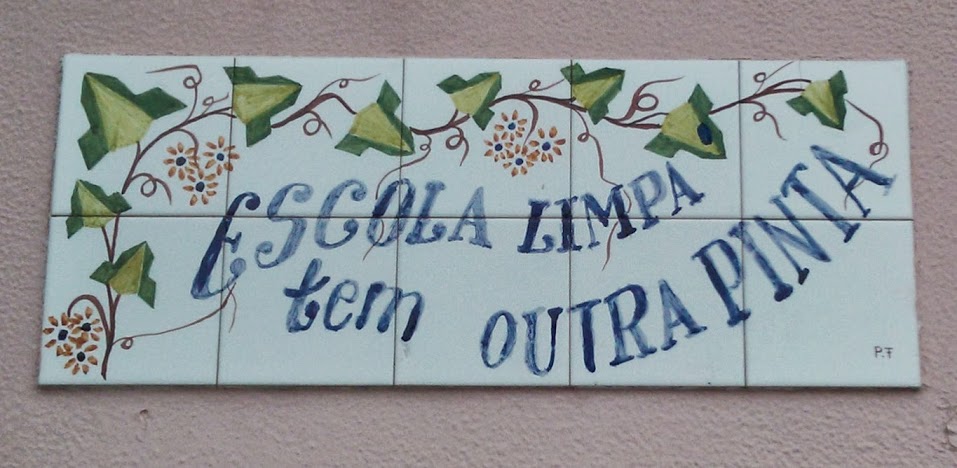 ESCOLA LIMPA
tem OUTRA PINTA
P.F